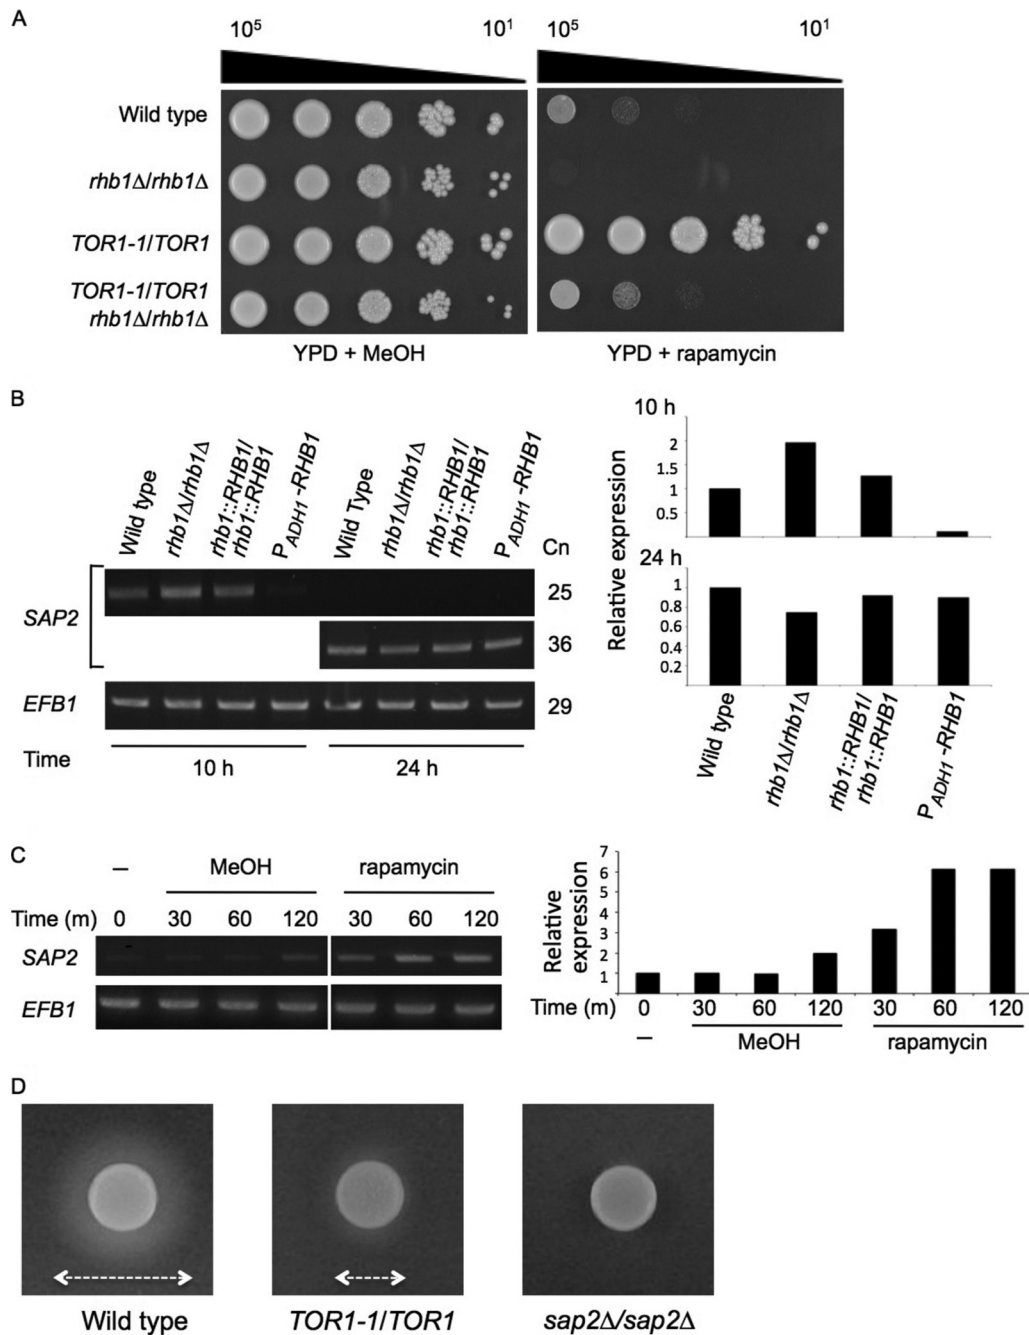 A
10⁵ 10¹ 10⁵ 10¹
Wild type
rhb1Δ/rhb1Δ
TOR1-1/TOR1
TOR1-1/TOR1
rhb1Δ/rhb1Δ
YPD + MeOH YPD + rapamycin
B
Wild type
rhb1Δ/rhb1Δ
rhb1::RHB1/
rhb1::RHB1
P_ADH1-RHB1
Wild Type
rhb1Δ/rhb1Δ
rhb1::RHB1/
rhb1::RHB1
P_ADH1-RHB1
Cn
SAP2
25
36
EFB1
29
Time
10 h 24 h
10 h
2
1.5
1
0.5
Relative expression
24 h
1
0.8
0.6
0.4
0.2
Wild type
rhb1Δ/rhb1Δ
rhb1::RHB1/
rhb1::RHB1
P_ADH1-RHB1
C
– MeOH rapamycin
Time (m) 0 30 60 120 30 60 120
SAP2
EFB1
Relative
expression
7
6
5
4
3
2
1
Time (m) 0 30 60 120 30 60 120
– MeOH rapamycin
D
Wild type TOR1-1/TOR1 sap2Δ/sap2Δ